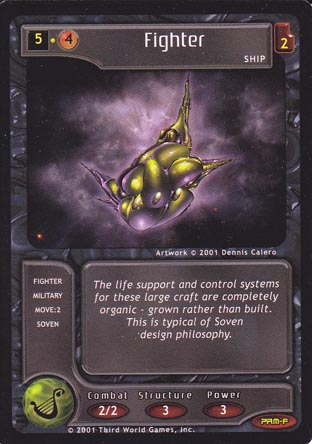 5 • 4
Fighter
2
SHIP
Artwork © 2001 Dennis Calero
FIGHTER
MILITARY
MOVE:2
SOVEN
The life support and control systems
for these large craft are completely
organic - grown rather than built.
This is typical of Soven
design philosophy.
Combat Structure Power
2/2 3 3
PRM-F
© 2001 Third World Games, Inc.